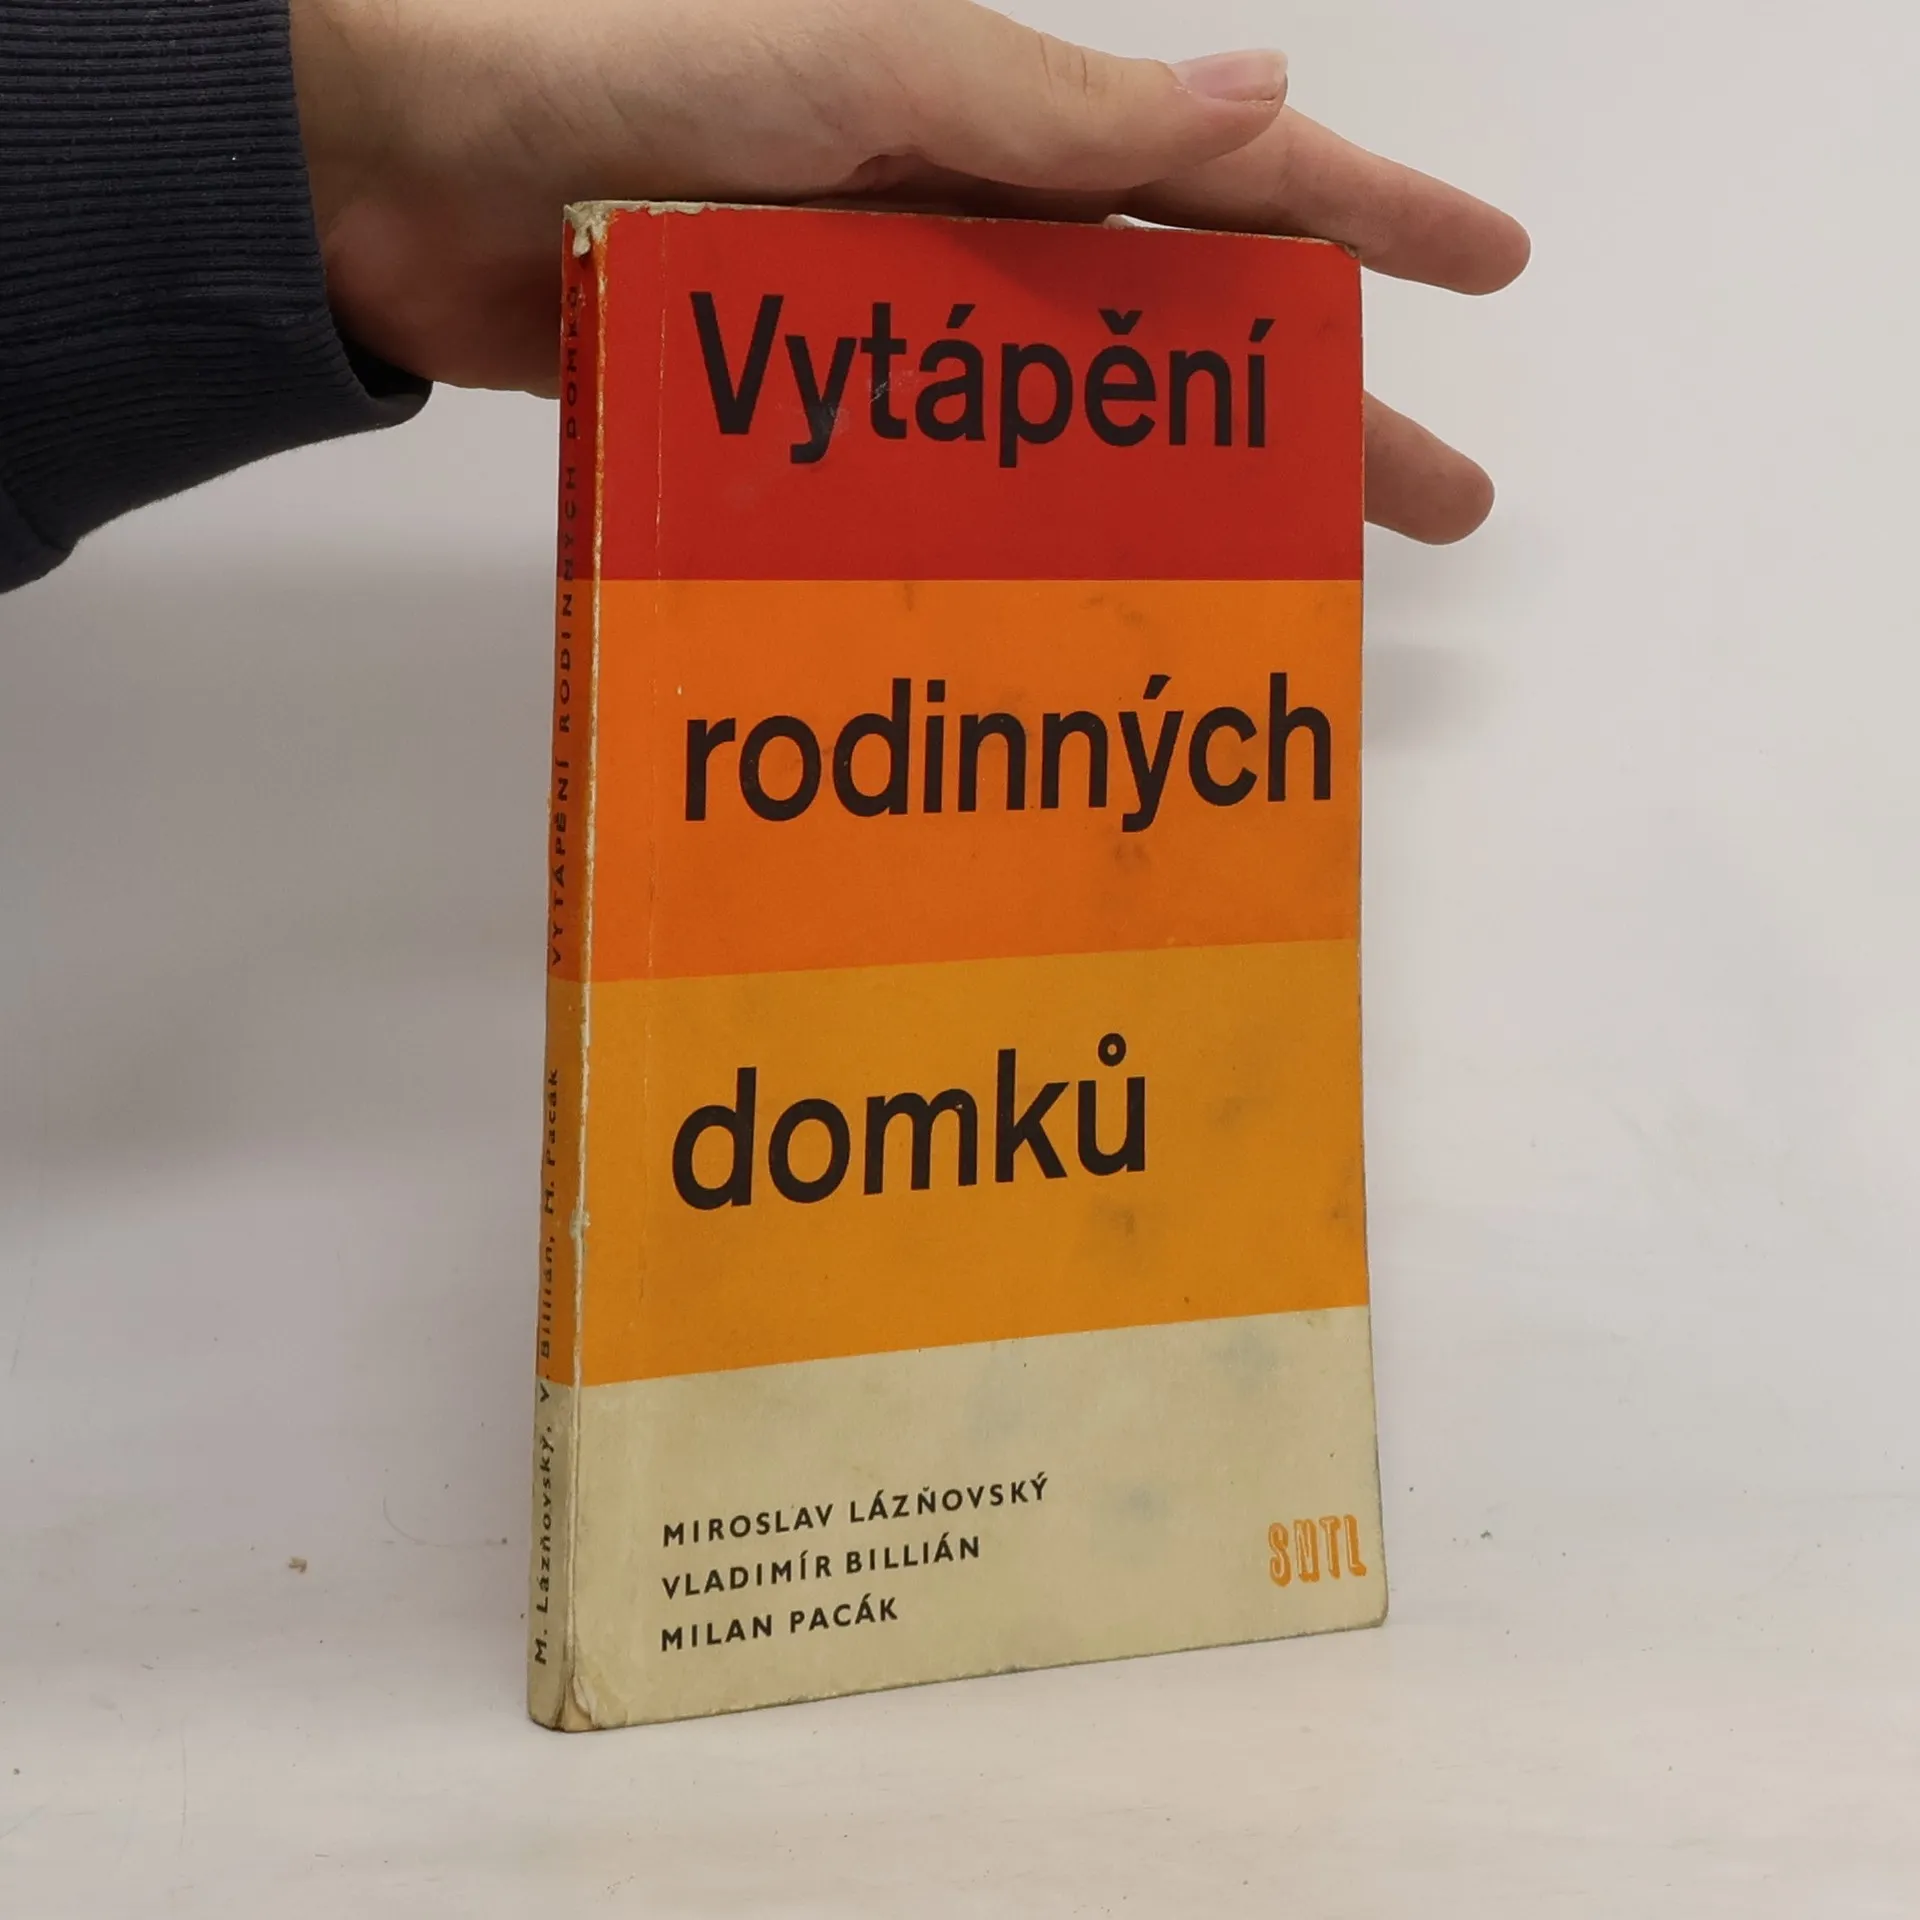 Vytápění
rodinných
domků
MIROSLAV LÁZŇOVSKÝ
VLADIMÍR BILLIÁN
MILAN PACÁK
SNTL
M. Lázňovský, V. Billián, M. Pacák VYTÁPĚNÍ RODINNÝCH DOMKŮ